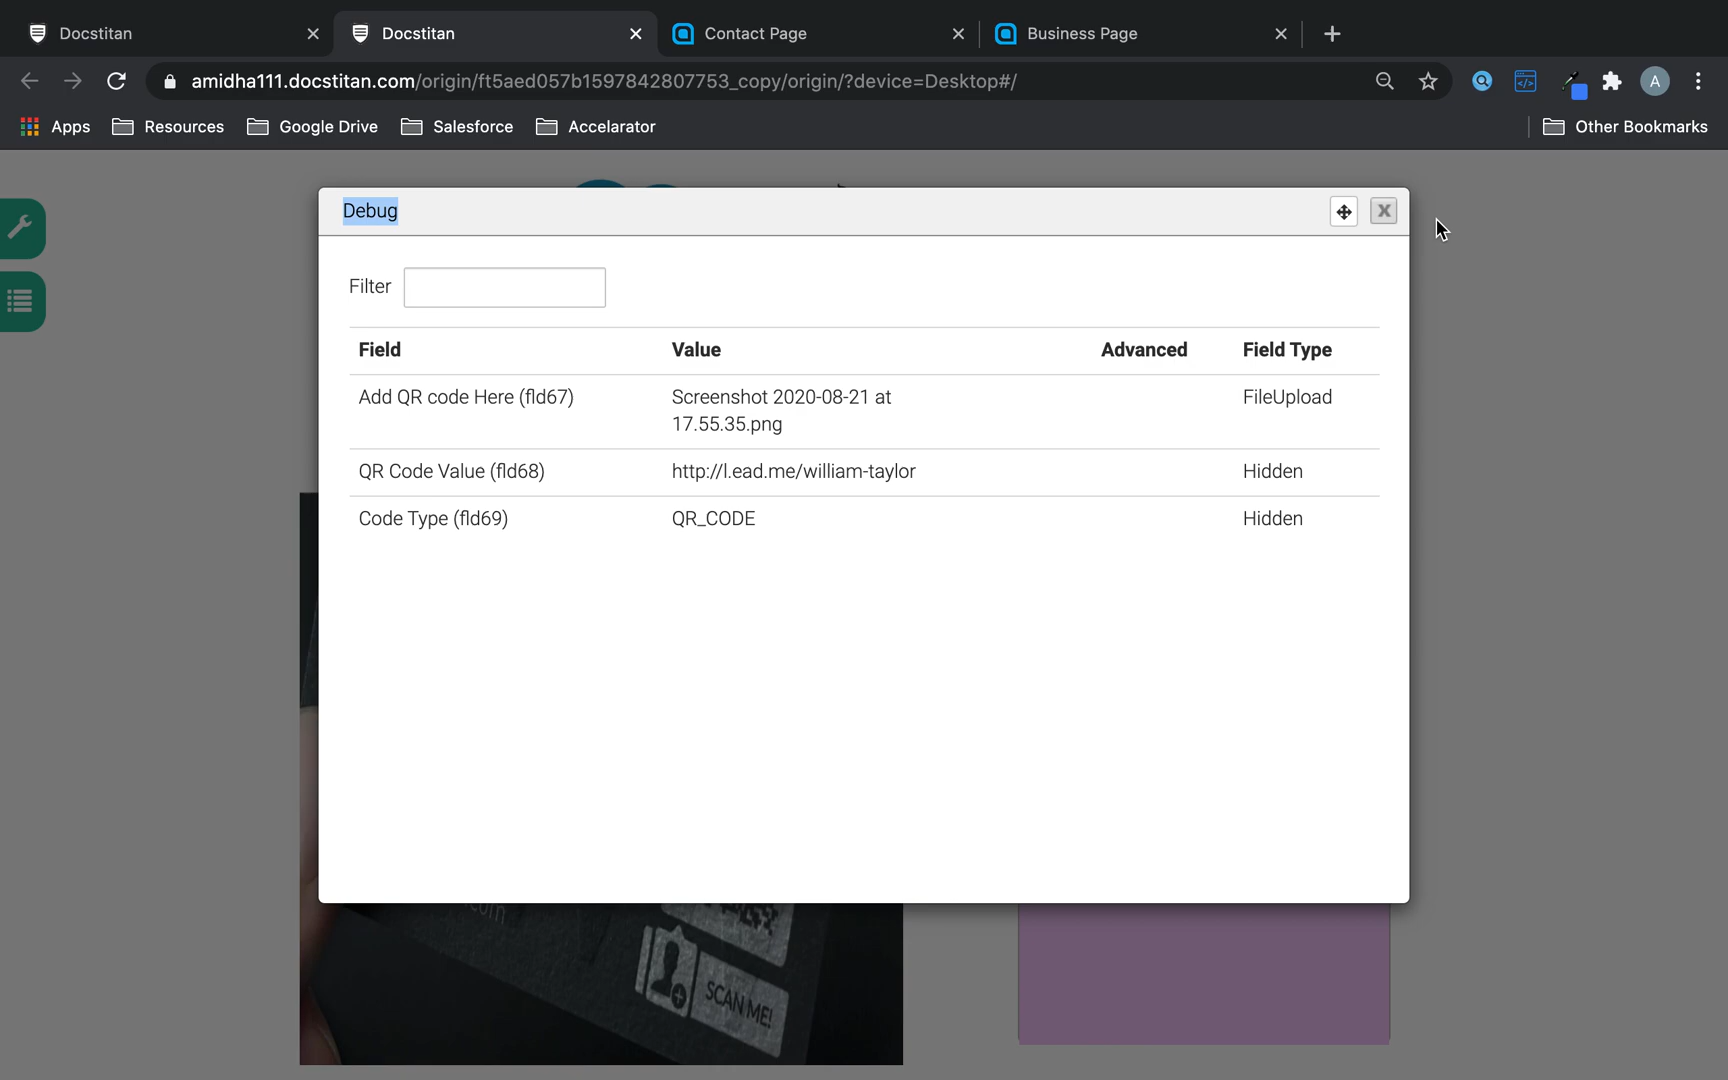 Docstitan
Docstitan
Contact Page
Business Page
amidha111.docstitan.com/origin/ft5aed057b1597842807753_copy/origin/?device=Desktop#/
A
Apps
Resources
Google Drive
Salesforce
Accelarator
Other Bookmarks
Debug
X
Filter
Field Value Advanced Field Type
Add QR code Here (fld67) Screenshot 2020-08-21 at FileUpload
17.55.35.png
QR Code Value (fld68) http://l.ead.me/william-taylor Hidden
Code Type (fld69) QR_CODE Hidden
.com
SCAN ME!